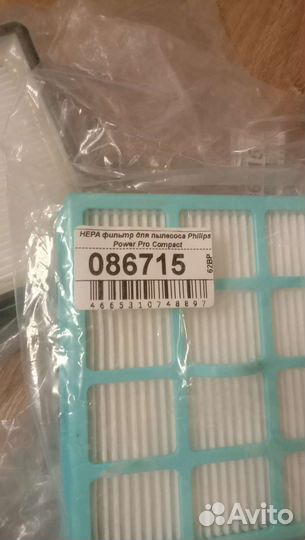 HEPA фильтр для пылесоса Philips
Power Pro Compact
086715
62BP
4665310748897
Avito